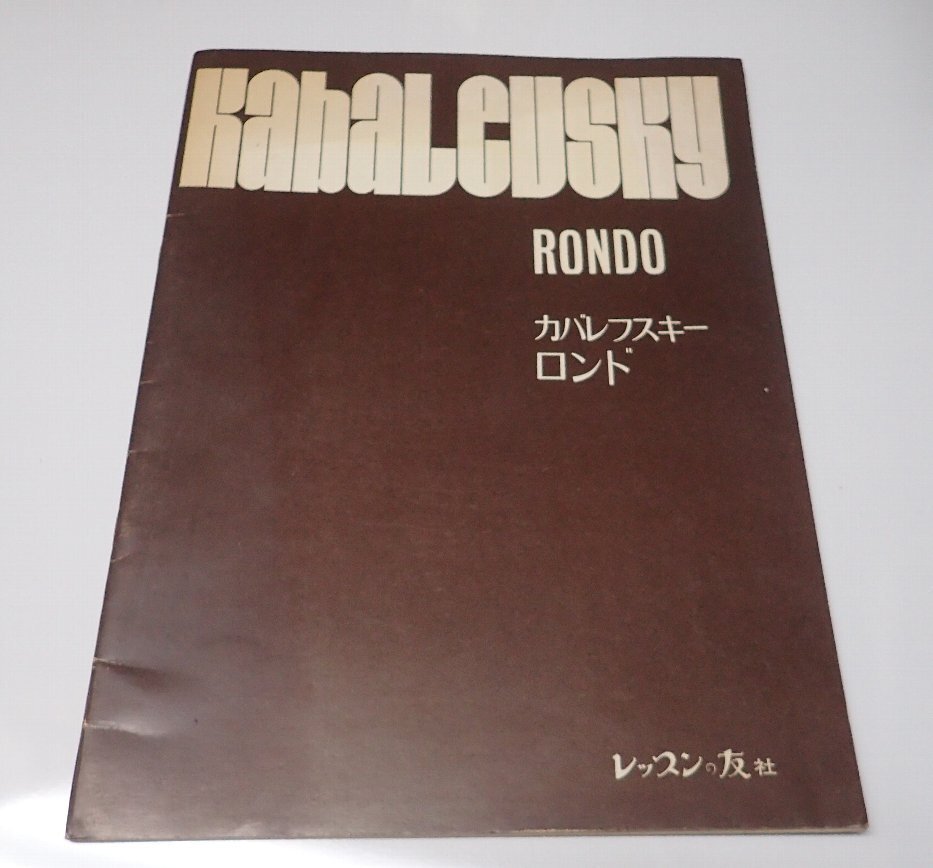 KabaLevsky
RONDO
カバレフスキー
ロンド
レッスンの友社